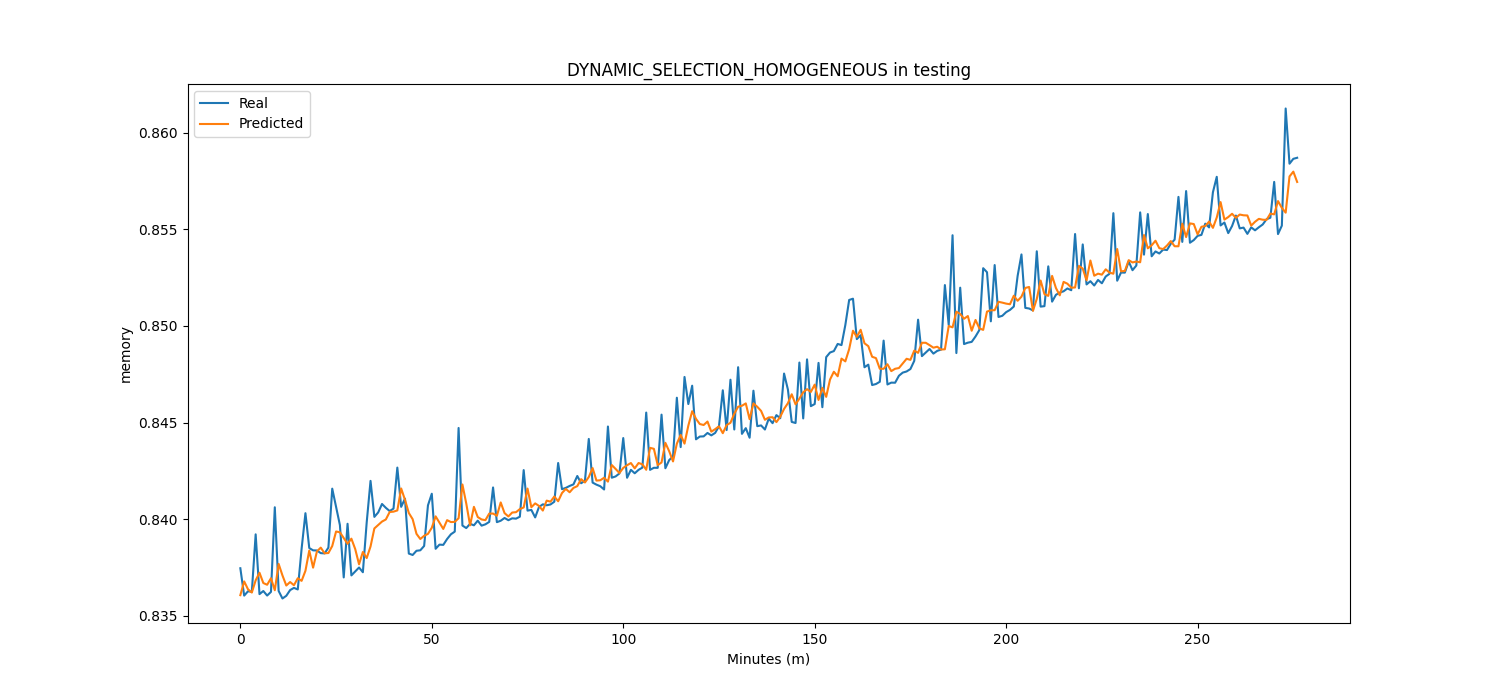 DYNAMIC_SELECTION_HOMOGENEOUS in testing
Real
Predicted
0.860
0.855
0.850
0.845
0.840
0.835
memory
0 50 100 150 200 250
Minutes (m)